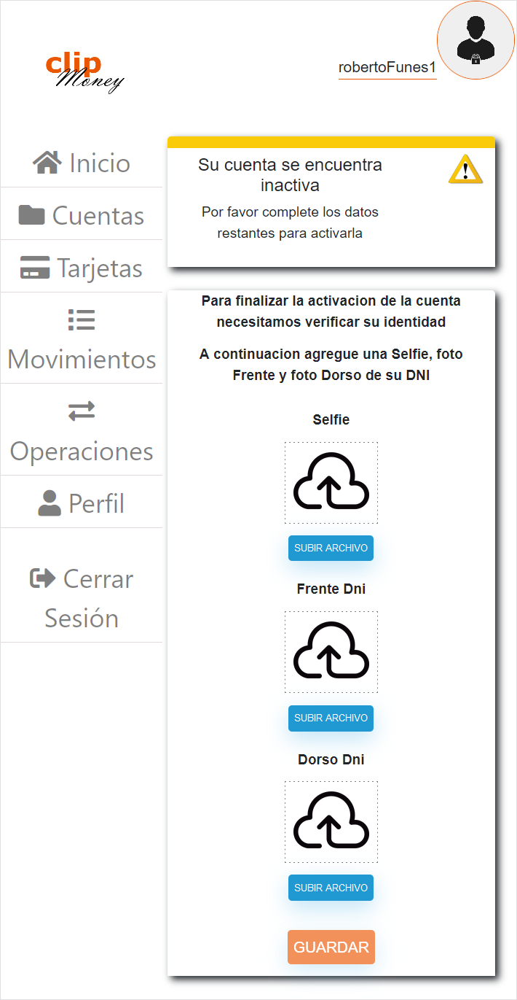 clip
Money
robertoFunes1
Inicio
Cuentas
Tarjetas
Movimientos
Operaciones
Perfil
Cerrar
Sesión
Su cuenta se encuentra
inactiva
Por favor complete los datos
restantes para activarla
Para finalizar la activacion de la cuenta
necesitamos verificar su identidad
A continuacion agregue una Selfie, foto
Frente y foto Dorso de su DNI
Selfie
SUBIR ARCHIVO
Frente Dni
SUBIR ARCHIVO
Dorso Dni
SUBIR ARCHIVO
GUARDAR